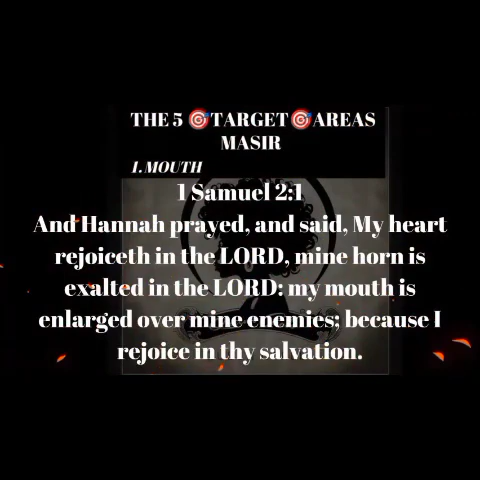 THE 5 🎯TARGET🎯AREAS
MASIR
1. MOUTH
1 Samuel 2:1
And Hannah prayed, and said, My heart
rejoiceth in the LORD, mine horn is
exalted in the LORD: my mouth is
enlarged over mine enemies; because I
rejoice in thy salvation.